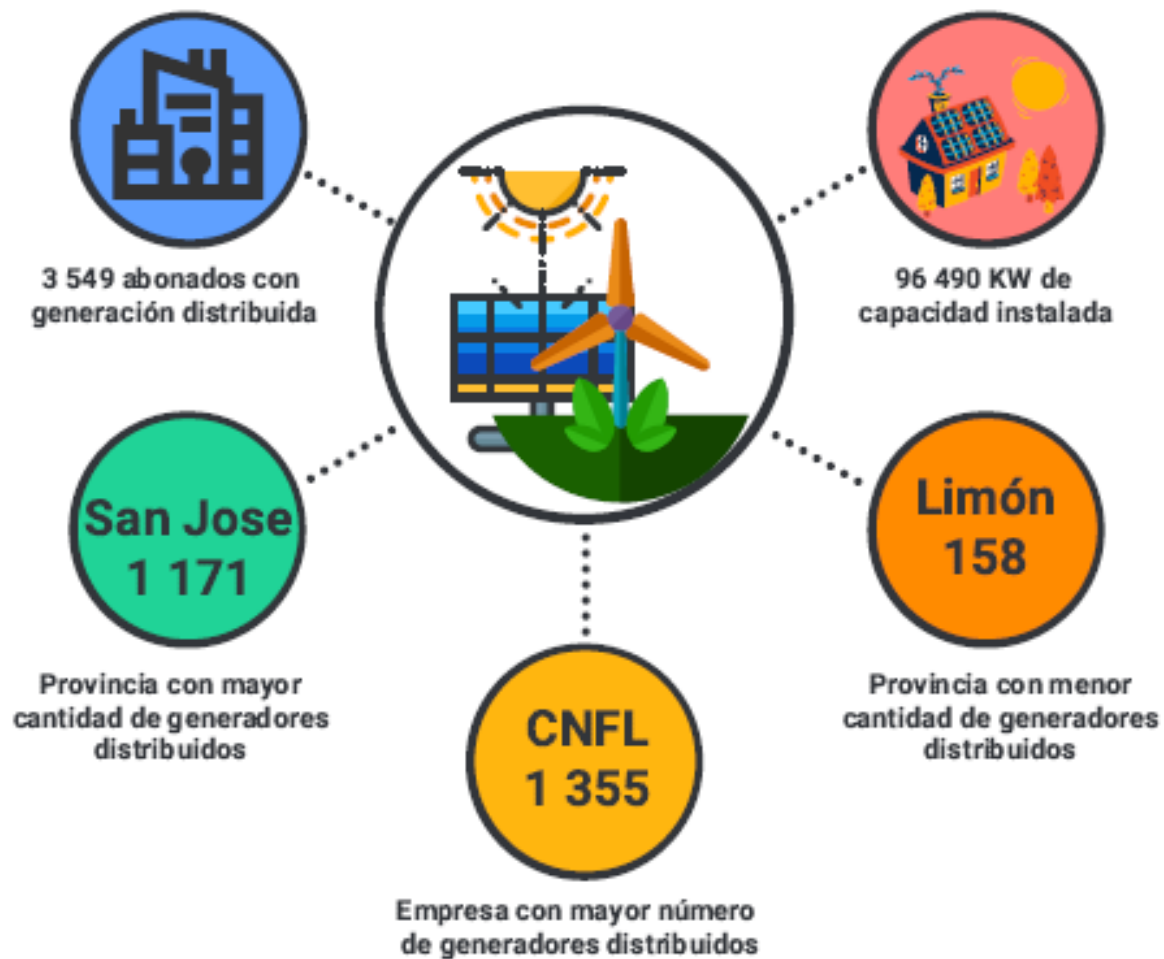 3 549 abonados con
generación distribuida
96 490 KW de
capacidad instalada
San Jose
1 171
Provincia con mayor
cantidad de generadores
distribuidos
Limón
158
Provincia con menor
cantidad de generadores
distribuidos
CNFL
1 355
Empresa con mayor número
de generadores distribuidos